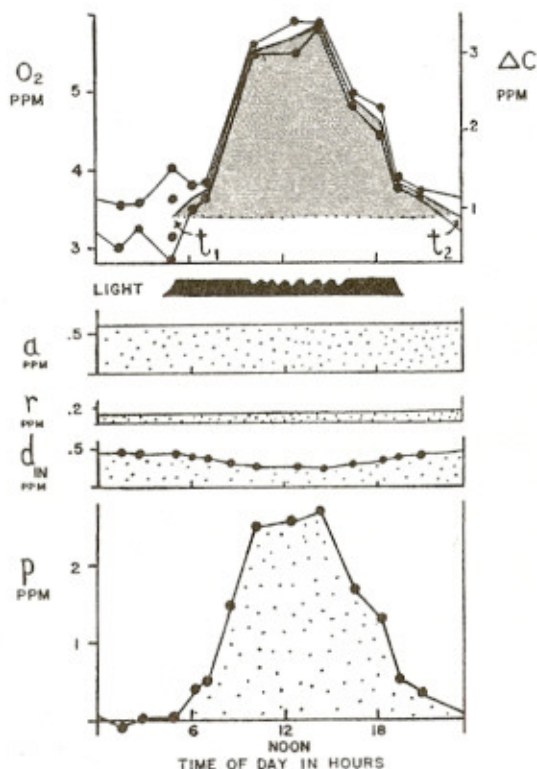 O₂
PPM
5
4
3
ΔC
PPM
3
2
1
t₁
t₂
LIGHT
a
PPM
.5
r
PPM
.2
d IN
PPM
.5
p
PPM
2
1
6
12
18
NOON
TIME OF DAY IN HOURS